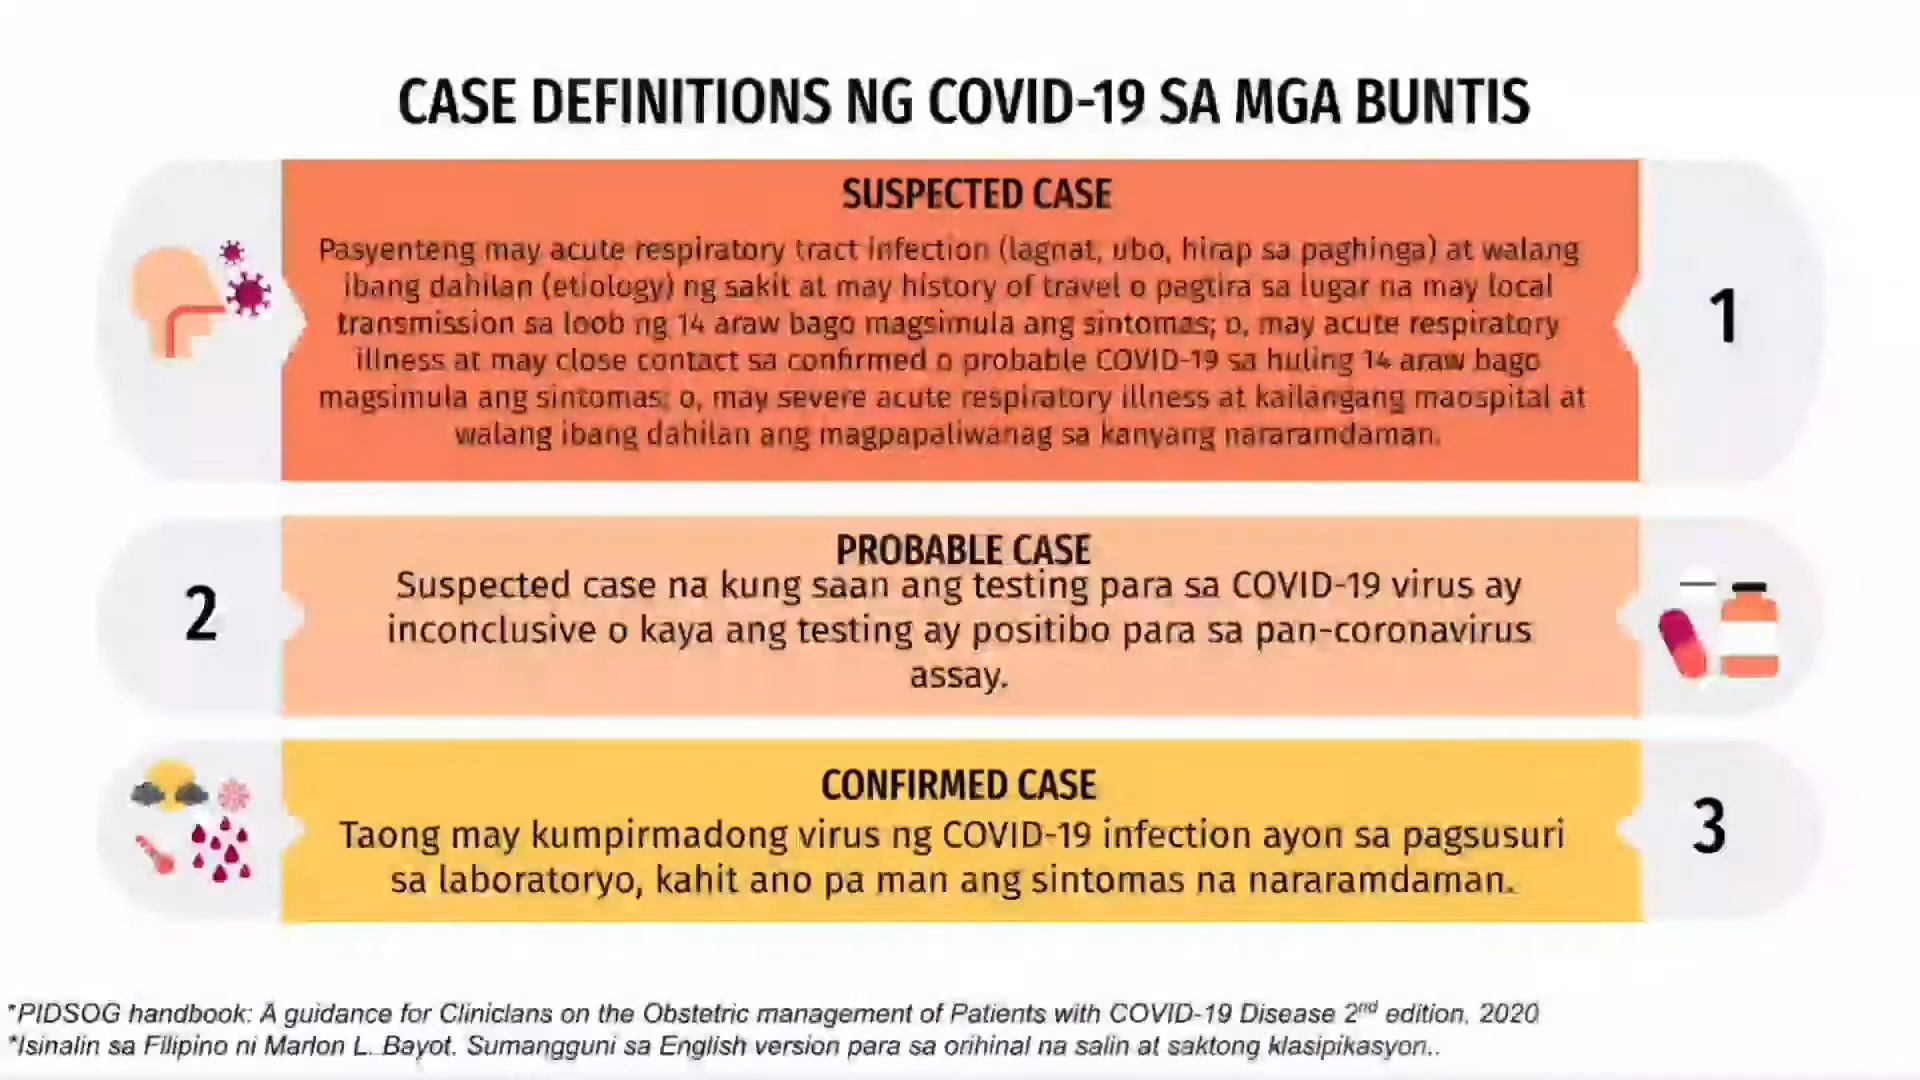 CASE DEFINITIONS NG COVID-19 SA MGA BUNTIS
SUSPECTED CASE
Pasyenteng may acute respiratory tract infection (lagnat, ubo, hirap sa paghinga) at walang
ibang dahilan (etiology) ng sakit at may history of travel o pagtira sa lugar na may local
transmission sa loob ng 14 araw bago magsimula ang sintomas; o, may acute respiratory
illness at may close contact sa confirmed o probable COVID-19 sa huling 14 araw bago
magsimula ang sintomas; o, may severe acute respiratory illness at kailangang maospital at
walang ibang dahilan ang magpapaliwanag sa kanyang nararamdaman.
1
PROBABLE CASE
2
Suspected case na kung saan ang testing para sa COVID-19 virus ay
inconclusive o kaya ang testing ay positibo para sa pan-coronavirus
assay.
CONFIRMED CASE
Taong may kumpirmadong virus ng COVID-19 infection ayon sa pagsusuri
sa laboratoryo, kahit ano pa man ang sintomas na nararamdaman.
3
*PIDSOG handbook: A guidance for Clinicians on the Obstetric management of Patients with COVID-19 Disease 2nd edition, 2020
*Isinalin sa Filipino ni Marlon L. Bayot. Sumangguni sa English version para sa orihinal na salin at saktong klasipikasyon..